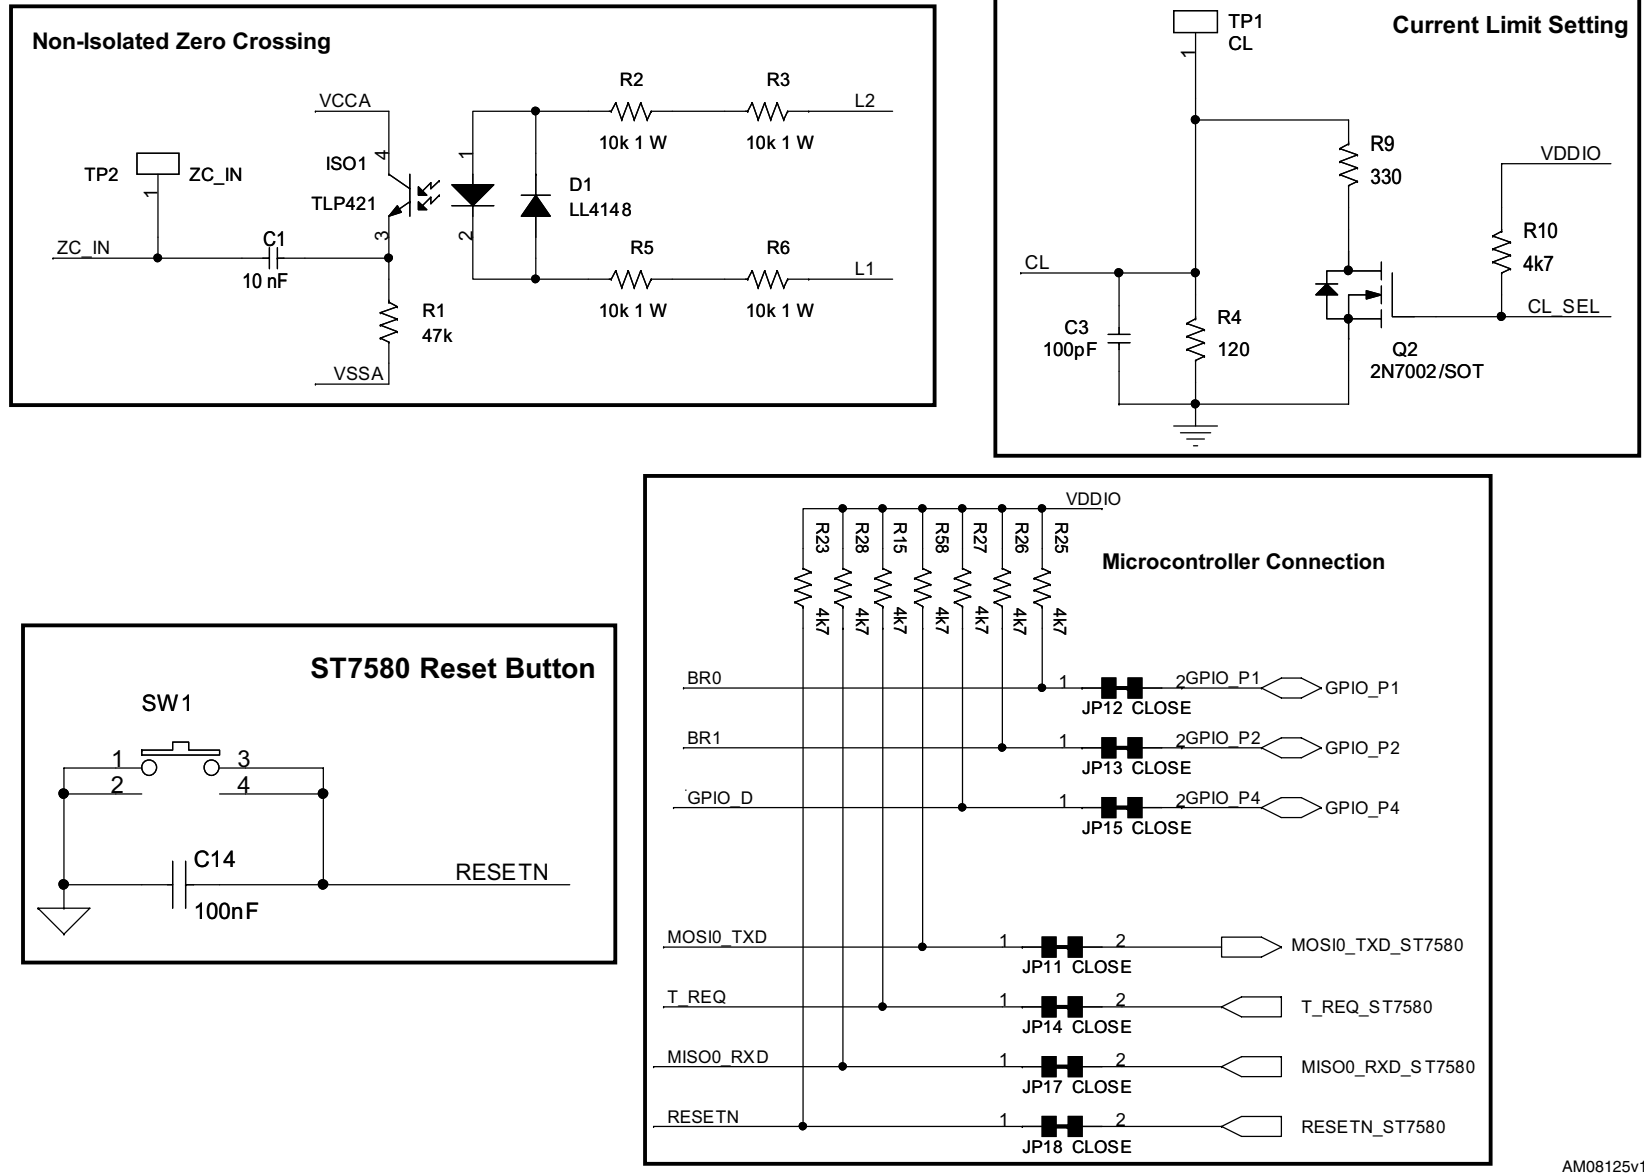 Non-Isolated Zero Crossing
VCCA
R2
R3
L2
10k 1 W
10k 1 W
TP2
ZC_IN
1
ISO1
4
1
TLP421
D1
LL4148
ZC_IN
C1
10 nF
3
2
R5
R6
L1
10k 1 W
10k 1 W
R1
47k
VSSA
TP1
CL
1
Current Limit Setting
R9
330
VDDIO
R10
4k7
CL
CL_SEL
C3
100pF
R4
120
Q2
2N7002/SOT
VDDIO
R23
R28
R15
R58
R27
R26
R25
Microcontroller Connection
4k7
4k7
4k7
4k7
4k7
4k7
4k7
BR0
1
2
GPIO_P1
GPIO_P1
JP12 CLOSE
BR1
1
2
GPIO_P2
GPIO_P2
JP13 CLOSE
GPIO_D
1
2
GPIO_P4
GPIO_P4
JP15 CLOSE
MOSI0_TXD
1
2
MOSI0_TXD_ST7580
JP11 CLOSE
T_REQ
1
2
T_REQ_ST7580
JP14 CLOSE
MISO0_RXD
1
2
MISO0_RXD_ST7580
JP17 CLOSE
RESETN
1
2
RESETN_ST7580
JP18 CLOSE
ST7580 Reset Button
SW1
1
3
2
4
C14
100nF
RESETN
AM08125v1